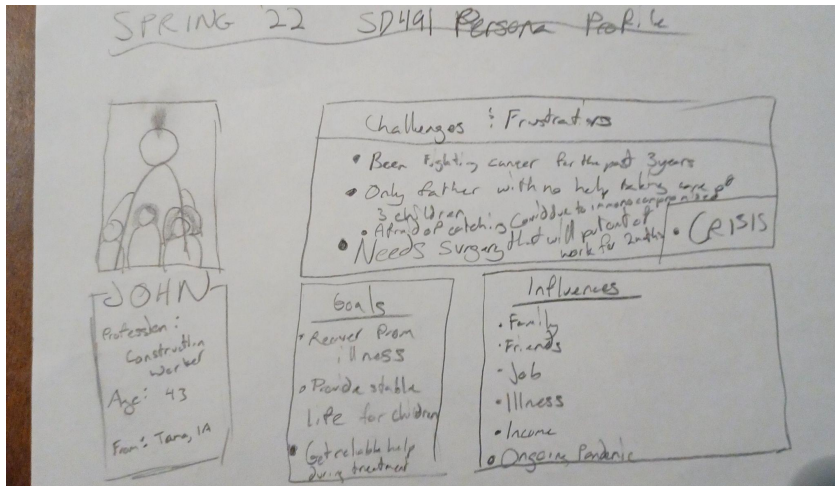 SPRING '22 SD491 Persona Profile
Challenges & Frustrations
• Been fighting cancer for the past 3 years
• Only father with no help taking care of
3 children
• Afraid of catching Covid due to immunocompromised
• Needs surgery that will put out of
work for 2 months
• CRISIS
JOHN
Profession:
Construction
worker
Age: 43
From: Tama, IA
Goals
• Recover from
illness
• Provide stable
life for children
• Get reliable help
during treatment
Influences
• Family
• Friends
• Job
• Illness
• Income
• Ongoing Pandemic